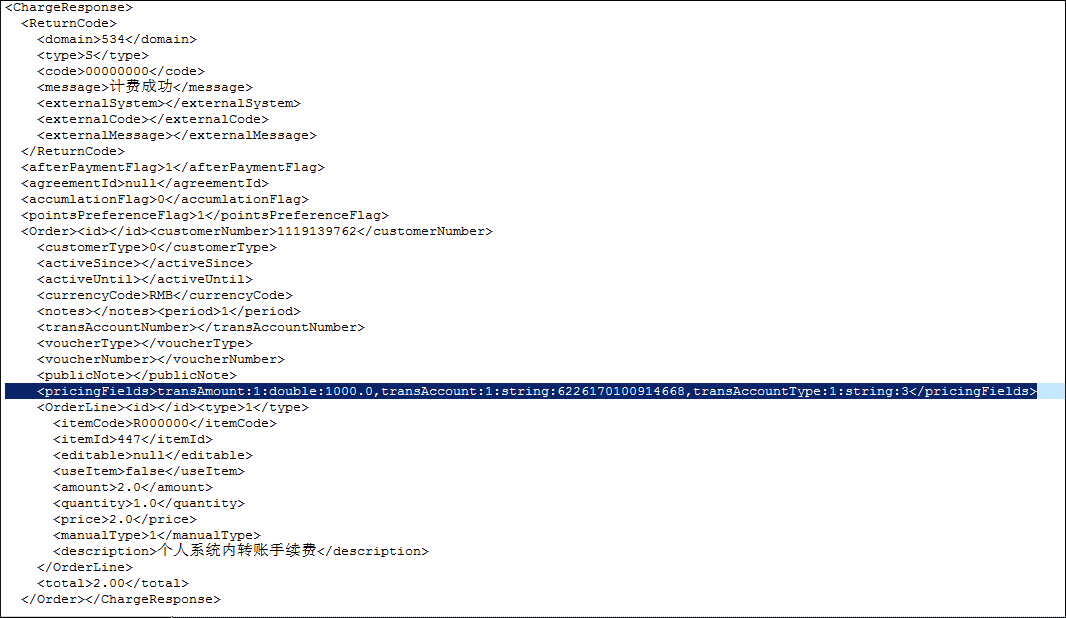 <ChargeResponse>
<ReturnCode>
<domain>534</domain>
<type>S</type>
<code>00000000</code>
<message>计费成功</message>
<externalSystem></externalSystem>
<externalCode></externalCode>
<externalMessage></externalMessage>
</ReturnCode>
<afterPaymentFlag>1</afterPaymentFlag>
<agreementId>null</agreementId>
<accumlationFlag>0</accumlationFlag>
<pointsPreferenceFlag>1</pointsPreferenceFlag>
<Order><id></id><customerNumber>1119139762</customerNumber>
<customerType>0</customerType>
<activeSince></activeSince>
<activeUntil></activeUntil>
<currencyCode>RMB</currencyCode>
<notes></notes><period>1</period>
<transAccountNumber></transAccountNumber>
<voucherType></voucherType>
<voucherNumber></voucherNumber>
<publicNote></publicNote>
<pricingFields>transAmount:1:double:1000.0,transAccount:1:string:6226170100914668,transAccountType:1:string:3</pricingFields>
<OrderLine><id></id><type>1</type>
<itemCode>R000000</itemCode>
<itemId>447</itemId>
<editable>null</editable>
<useItem>false</useItem>
<amount>2.0</amount>
<quantity>1.0</quantity>
<price>2.0</price>
<manualType>1</manualType>
<description>个人系统内转账手续费</description>
</OrderLine>
<total>2.00</total>
</Order></ChargeResponse>